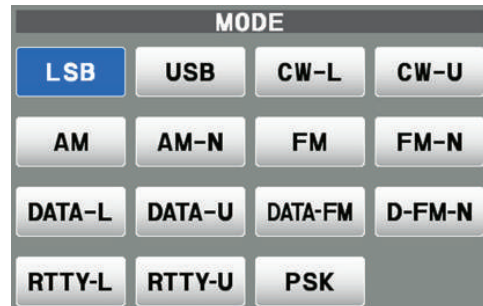 MODE
LSB USB CW-L CW-U
AM AM-N FM FM-N
DATA-L DATA-U DATA-FM D-FM-N
RTTY-L RTTY-U PSK